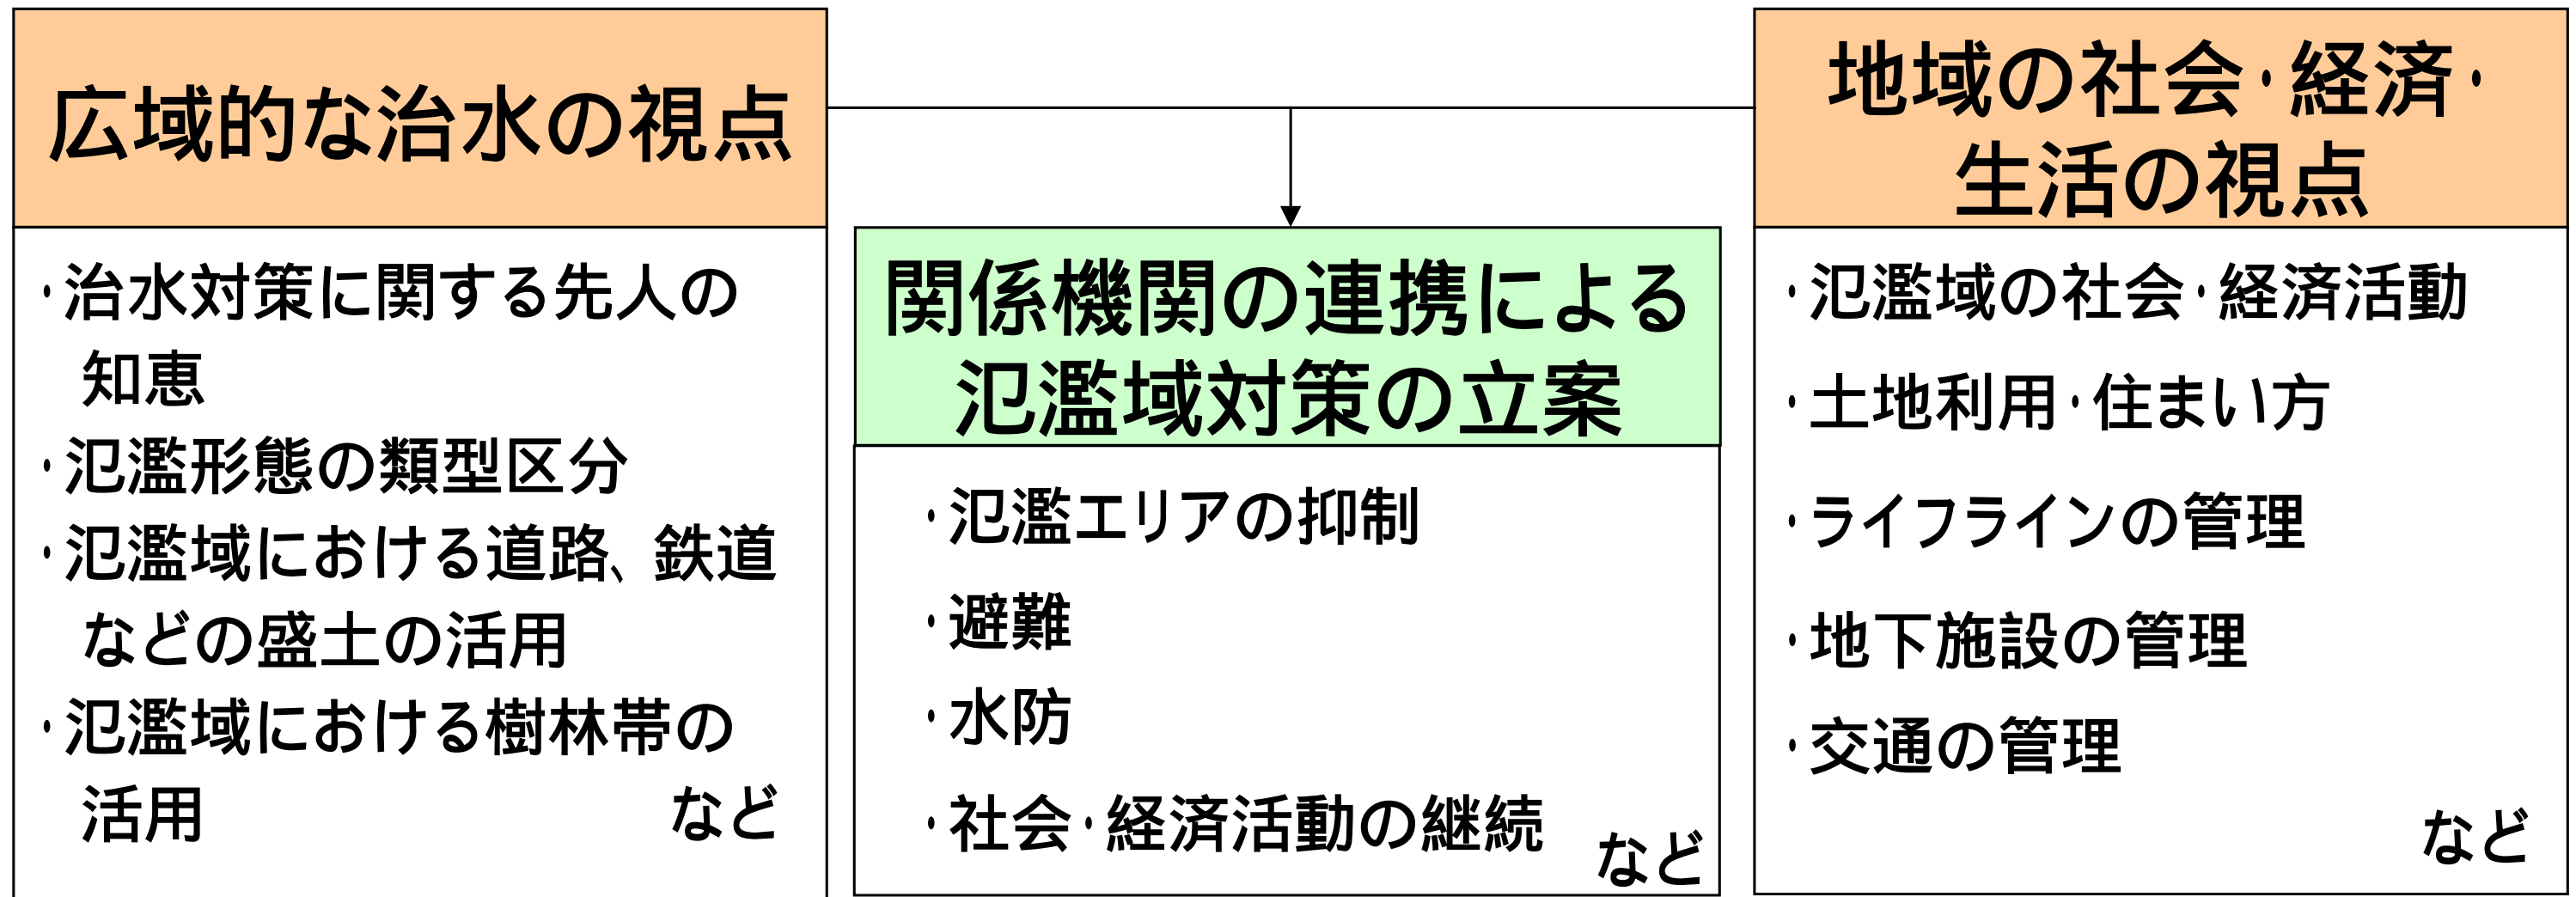 広域的な治水の視点
・治水対策に関する先人の
知恵
・氾濫形態の類型区分
・氾濫域における道路、鉄道
などの盛土の活用
・氾濫域における樹林帯の
活用 など
関係機関の連携による
氾濫域対策の立案
・氾濫エリアの抑制
・避難
・水防
・社会・経済活動の継続
など
地域の社会・経済・
生活の視点
・氾濫域の社会・経済活動
・土地利用・住まい方
・ライフラインの管理
・地下施設の管理
・交通の管理
など